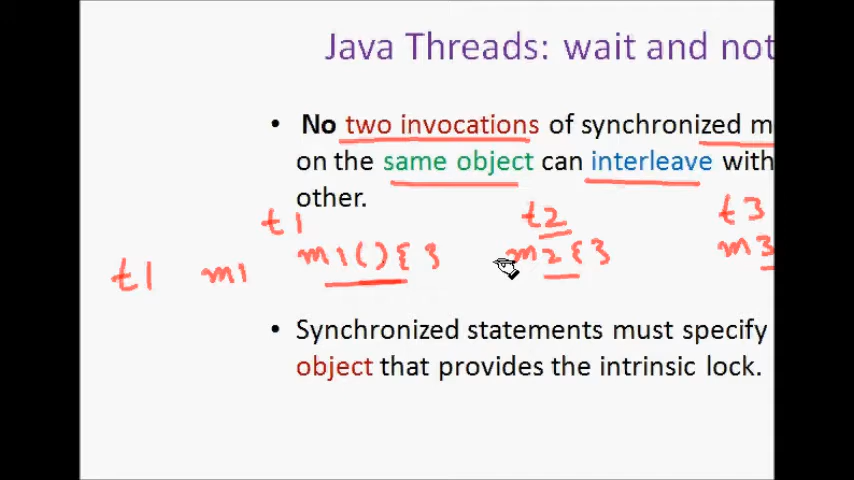 Java Threads: wait and not
• No two invocations of synchronized m
on the same object can interleave with
other.
t1 t2 t3
m1(){} m2{} m3
t1 m1
• Synchronized statements must specify
object that provides the intrinsic lock.